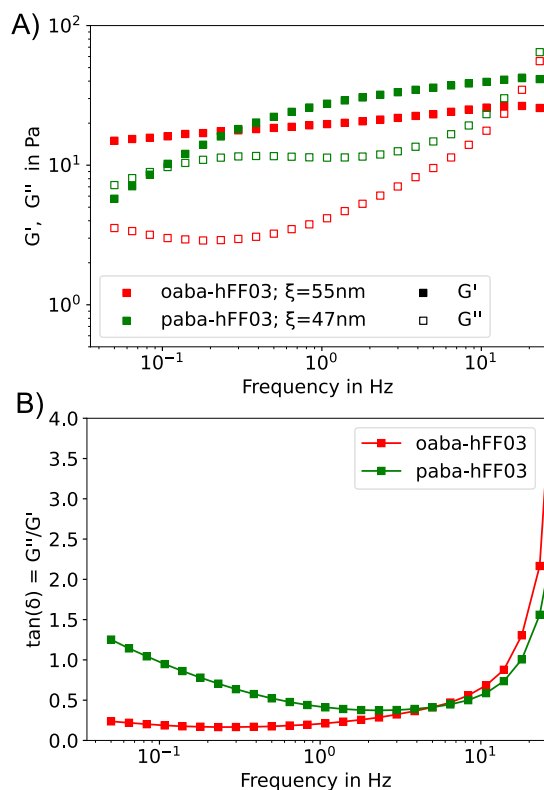 A)
10²
10¹
10⁰
G', G'' in Pa
oaba-hFF03; ξ=55nm
G'
paba-hFF03; ξ=47nm
G''
10⁻¹ 10⁰ 10¹
Frequency in Hz
B)
4.0
3.5
3.0
2.5
2.0
1.5
1.0
0.5
0.0
tan(δ) = G''/G'
oaba-hFF03
paba-hFF03
10⁻¹ 10⁰ 10¹
Frequency in Hz